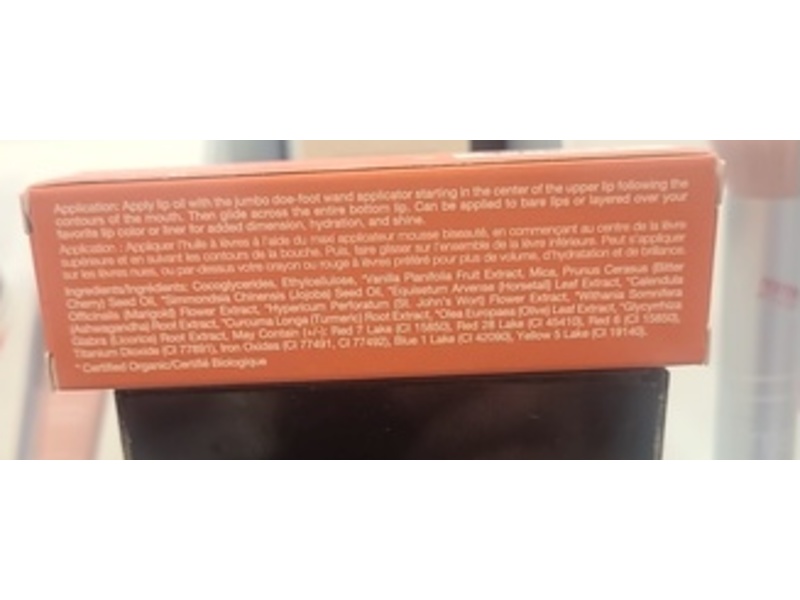 Application: Apply lip oil with the jumbo doe-foot wand applicator starting in the center of the upper lip following the
contours of the mouth. Then glide across the entire bottom lip. Can be applied to bare lips or layered over your
favorite lip color or liner for added dimension, hydration, and shine.
Application : Appliquer l'huile à lèvres à l'aide du maxi applicateur mousse biseauté, en commençant au centre de la lèvre
supérieure et en suivant les contours de la bouche. Puis, faire glisser sur l'ensemble de la lèvre inférieure. Peut s'appliquer
sur les lèvres nues, ou par-dessus votre crayon ou rouge à lèvres préféré pour plus de volume, d'hydratation et de brillance.
Ingredients/Ingrédients: Cocoglycerides, Ethylcellulose, *Vanilla Planifolia Fruit Extract, Mica, Prunus Cerasus (Bitter
Cherry) Seed Oil, *Simmondsia Chinensis (Jojoba) Seed Oil, *Equisetum Arvense (Horsetail) Leaf Extract, *Calendula
Officinalis (Marigold) Flower Extract, *Hypericum Perforatum (St. John's Wort) Flower Extract, *Withania Somnifera
(Ashwagandha) Root Extract, *Curcuma Longa (Turmeric) Root Extract, *Olea Europaea (Olive) Leaf Extract, *Glycyrrhiza
Glabra (Licorice) Root Extract, May Contain (+/-): Red 7 Lake (CI 15850), Red 28 Lake (CI 45410), Red 6 (CI 15850),
Titanium Dioxide (CI 77891), Iron Oxides (CI 77491, CI 77492), Blue 1 Lake (CI 42090), Yellow 5 Lake (CI 19140).
* Certified Organic/Certifié Biologique